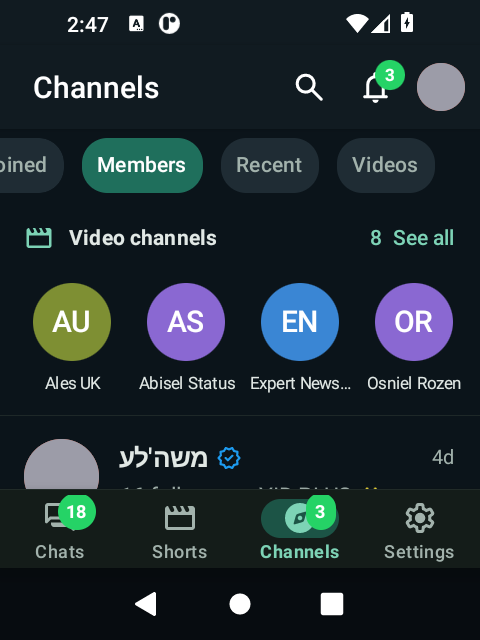 2:47
Channels
3
oined
Members
Recent
Videos
Video channels
8 See all
AU
AS
EN
OR
Ales UK
Abisel Status
Expert News...
Osniel Rozen
משה'לע
4d
18
3
Chats
Shorts
Channels
Settings